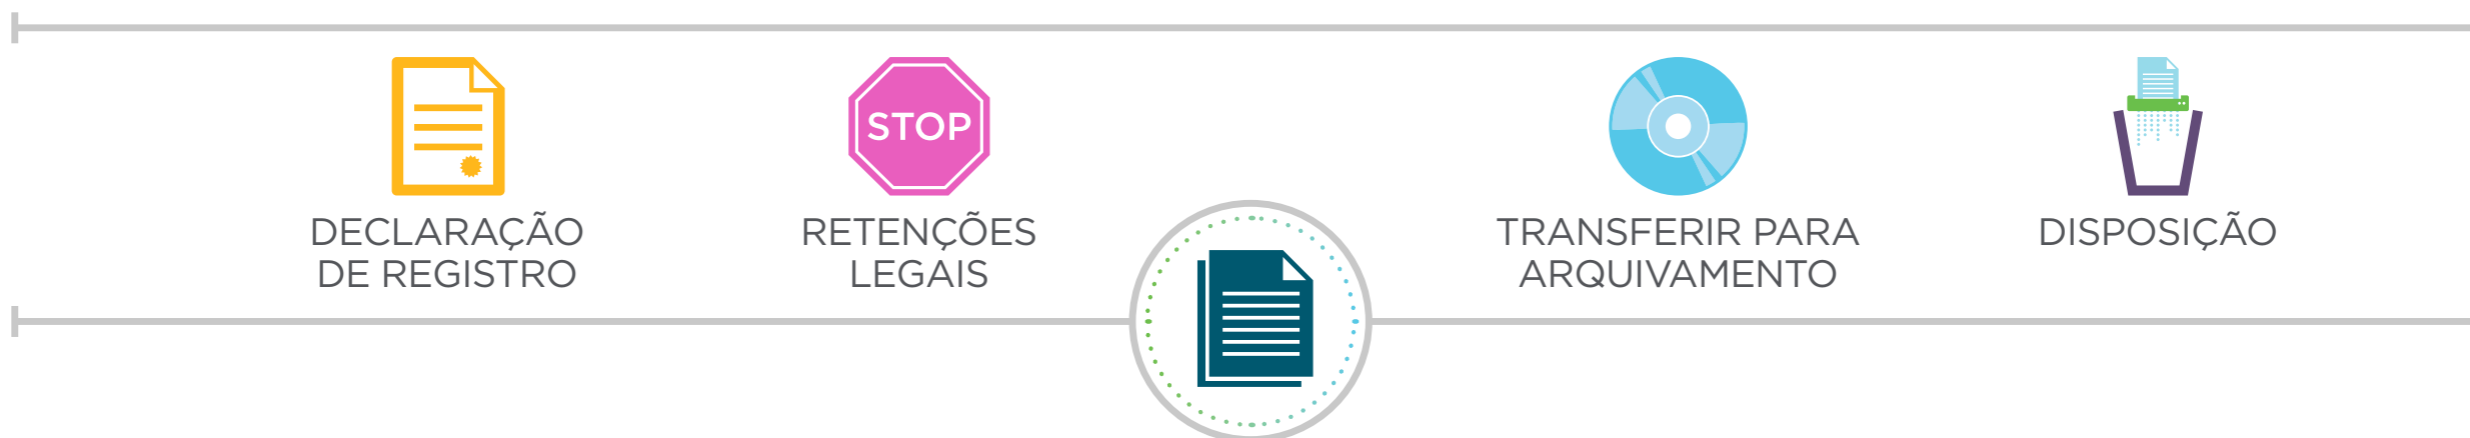 STOP
DECLARAÇÃO
DE REGISTRO
RETENÇÕES
LEGAIS
TRANSFERIR PARA
ARQUIVAMENTO
DISPOSIÇÃO